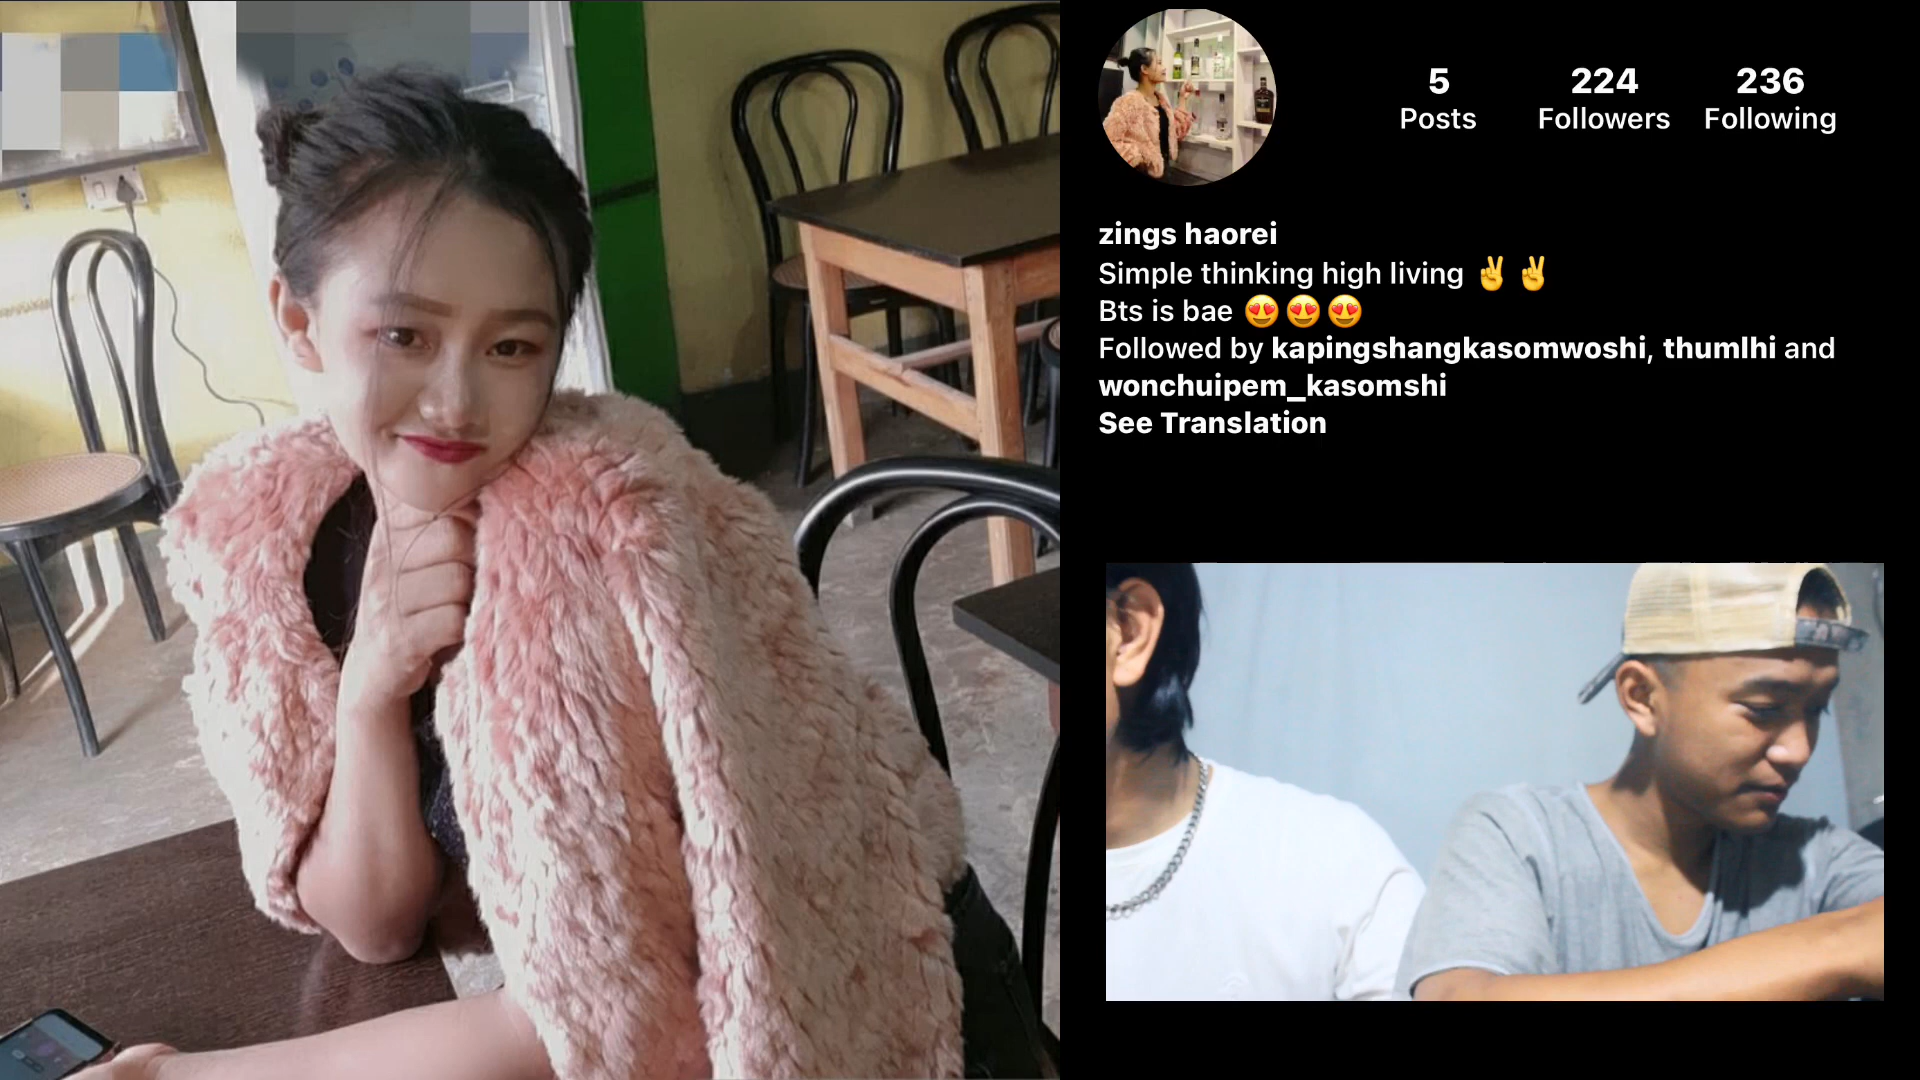 5
Posts
224
Followers
236
Following
zings haorei
Simple thinking high living ✌️ ✌️
Bts is bae 😍 😍 😍
Followed by kapingshangkasomwoshi, thumlhi and
wonchuipem_kasomshi
See Translation